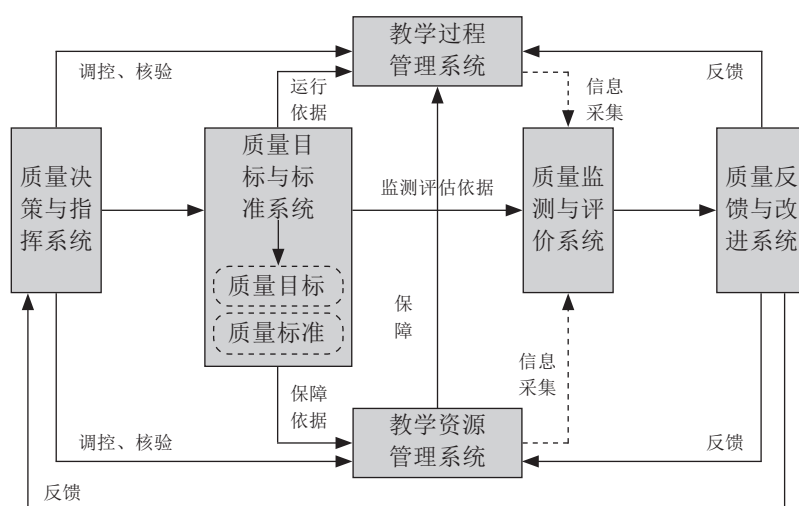 教学过程
管理系统
调控、核验
反馈
运行
依据
信息
采集
质量决
策与指
挥系统
质量目
标与标
准系统
质量目标
质量标准
监测评估依据
质量监
测与评
价系统
质量反
馈与改
进系统
保
障
信息
采集
保障
依据
教学资源
管理系统
调控、核验
反馈
反馈